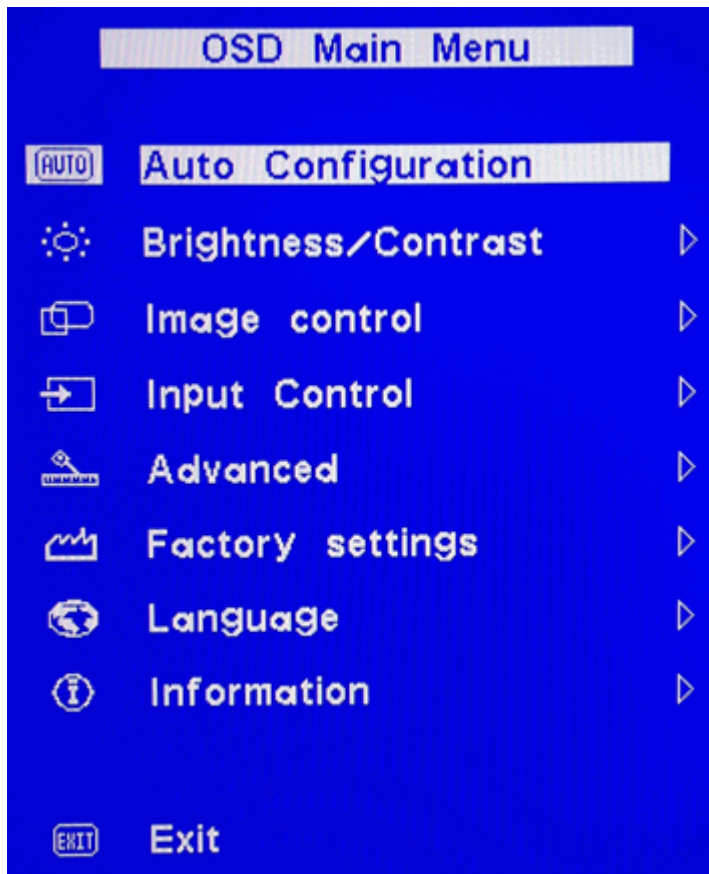 OSD Main Menu
AUTO Auto Configuration
Brightness/Contrast
Image control
Input Control
Advanced
Factory settings
Language
Information
EXIT Exit